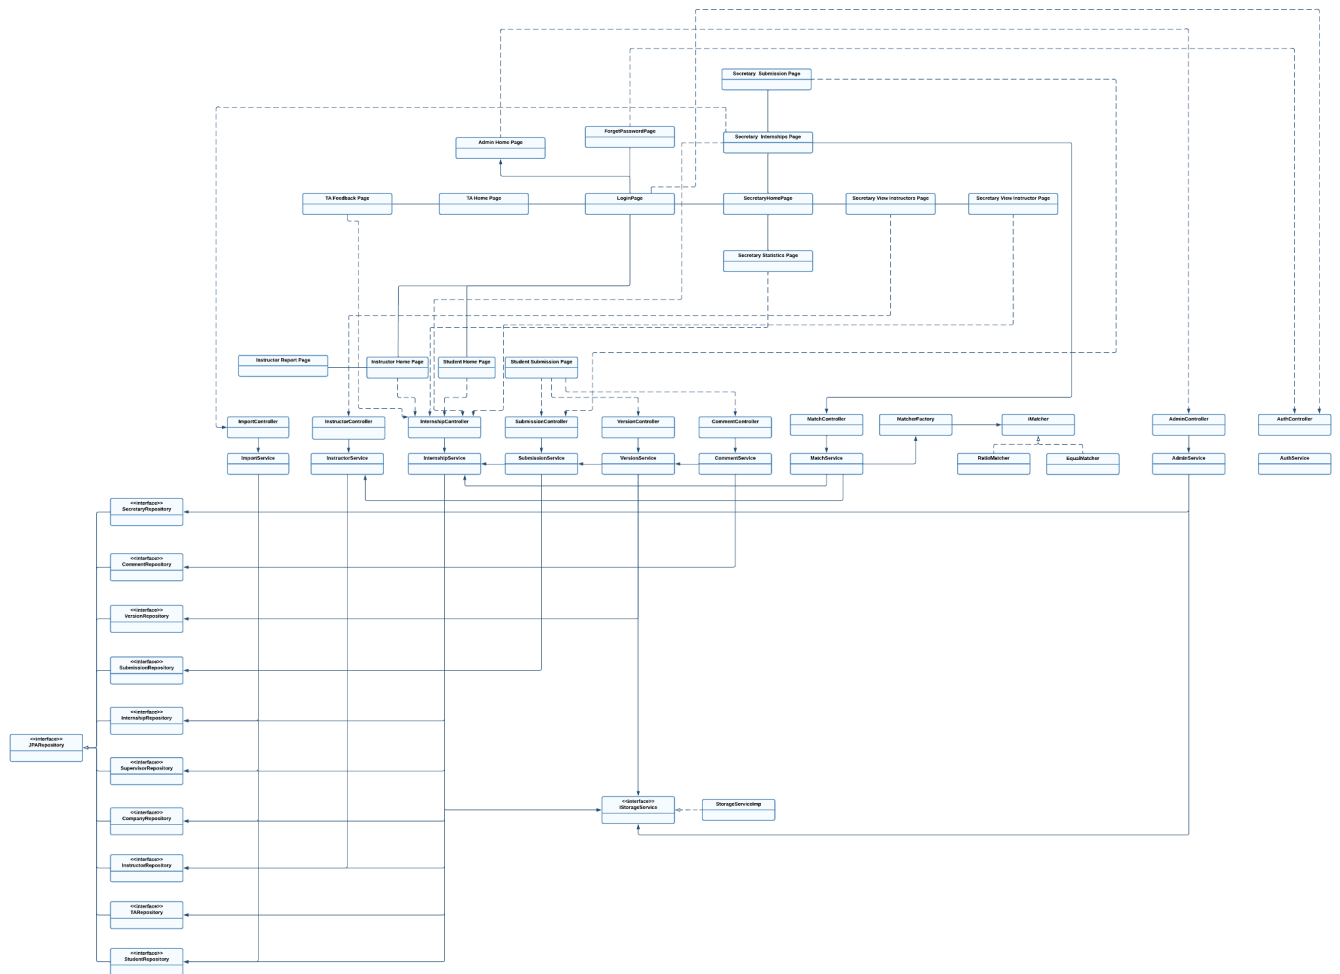 Secretary Submission Page
ForgetPasswordPage
Secretary Internships Page
Admin Home Page
TA Feedback Page
TA Home Page
LoginPage
SecretaryHomePage
Secretary View Instructors Page
Secretary View Instructor Page
Secretary Statistics Page
Instructor Report Page
Instructor Home Page
Student Home Page
Student Submission Page
ImportController
InstructorController
InternshipController
SubmissionController
VersionController
CommentController
MatchController
MatcherFactory
iMatcher
AdminController
AuthController
ImportService
InstructorService
InternshipService
SubmissionService
VersionService
CommentService
MatchService
RatioMatcher
EqualMatcher
AdminService
AuthService
<<interface>>
SecretaryRepository
<<interface>>
CommentRepository
<<interface>>
VersionRepository
<<interface>>
SubmissionRepository
<<interface>>
InternshipRepository
<<interface>>
JPARepository
<<interface>>
SupervisorRepository
<<interface>>
IStorageService
StorageServiceImp
<<interface>>
CompanyRepository
<<interface>>
InstructorRepository
<<interface>>
TARepository
<<interface>>
StudentRepository